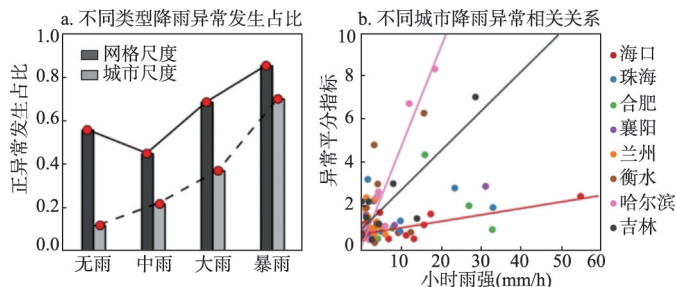 a. 不同类型降雨异常发生占比
正异常发生占比
1.0
0.8
0.6
0.4
0.2
0.0
网格尺度
城市尺度
无雨 中雨 大雨 暴雨
b. 不同城市降雨异常相关关系
异常平分指标
10
8
6
4
2
0
10 20 30 40 50 60
小时雨强(mm/h)
海口
珠海
合肥
襄阳
兰州
衡水
哈尔滨
吉林